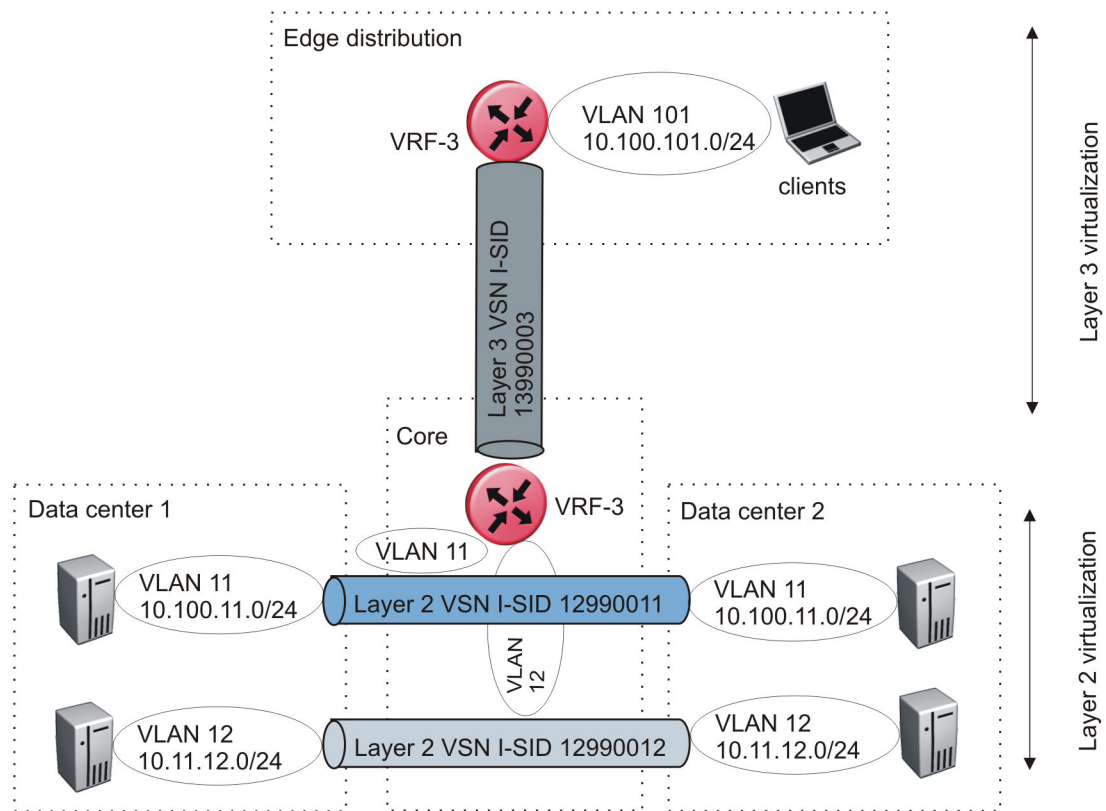 Edge distribution
VRF-3
VLAN 101
10.100.101.0/24
clients
Layer 3 VSN I-SID
13990003
Layer 3 virtualization
Core
VRF-3
Data center 1
Data center 2
VLAN 11
VLAN 11
10.100.11.0/24
Layer 2 VSN I-SID 12990011
VLAN 11
10.100.11.0/24
VLAN
12
VLAN 12
10.11.12.0/24
Layer 2 VSN I-SID 12990012
VLAN 12
10.11.12.0/24
Layer 2 virtualization